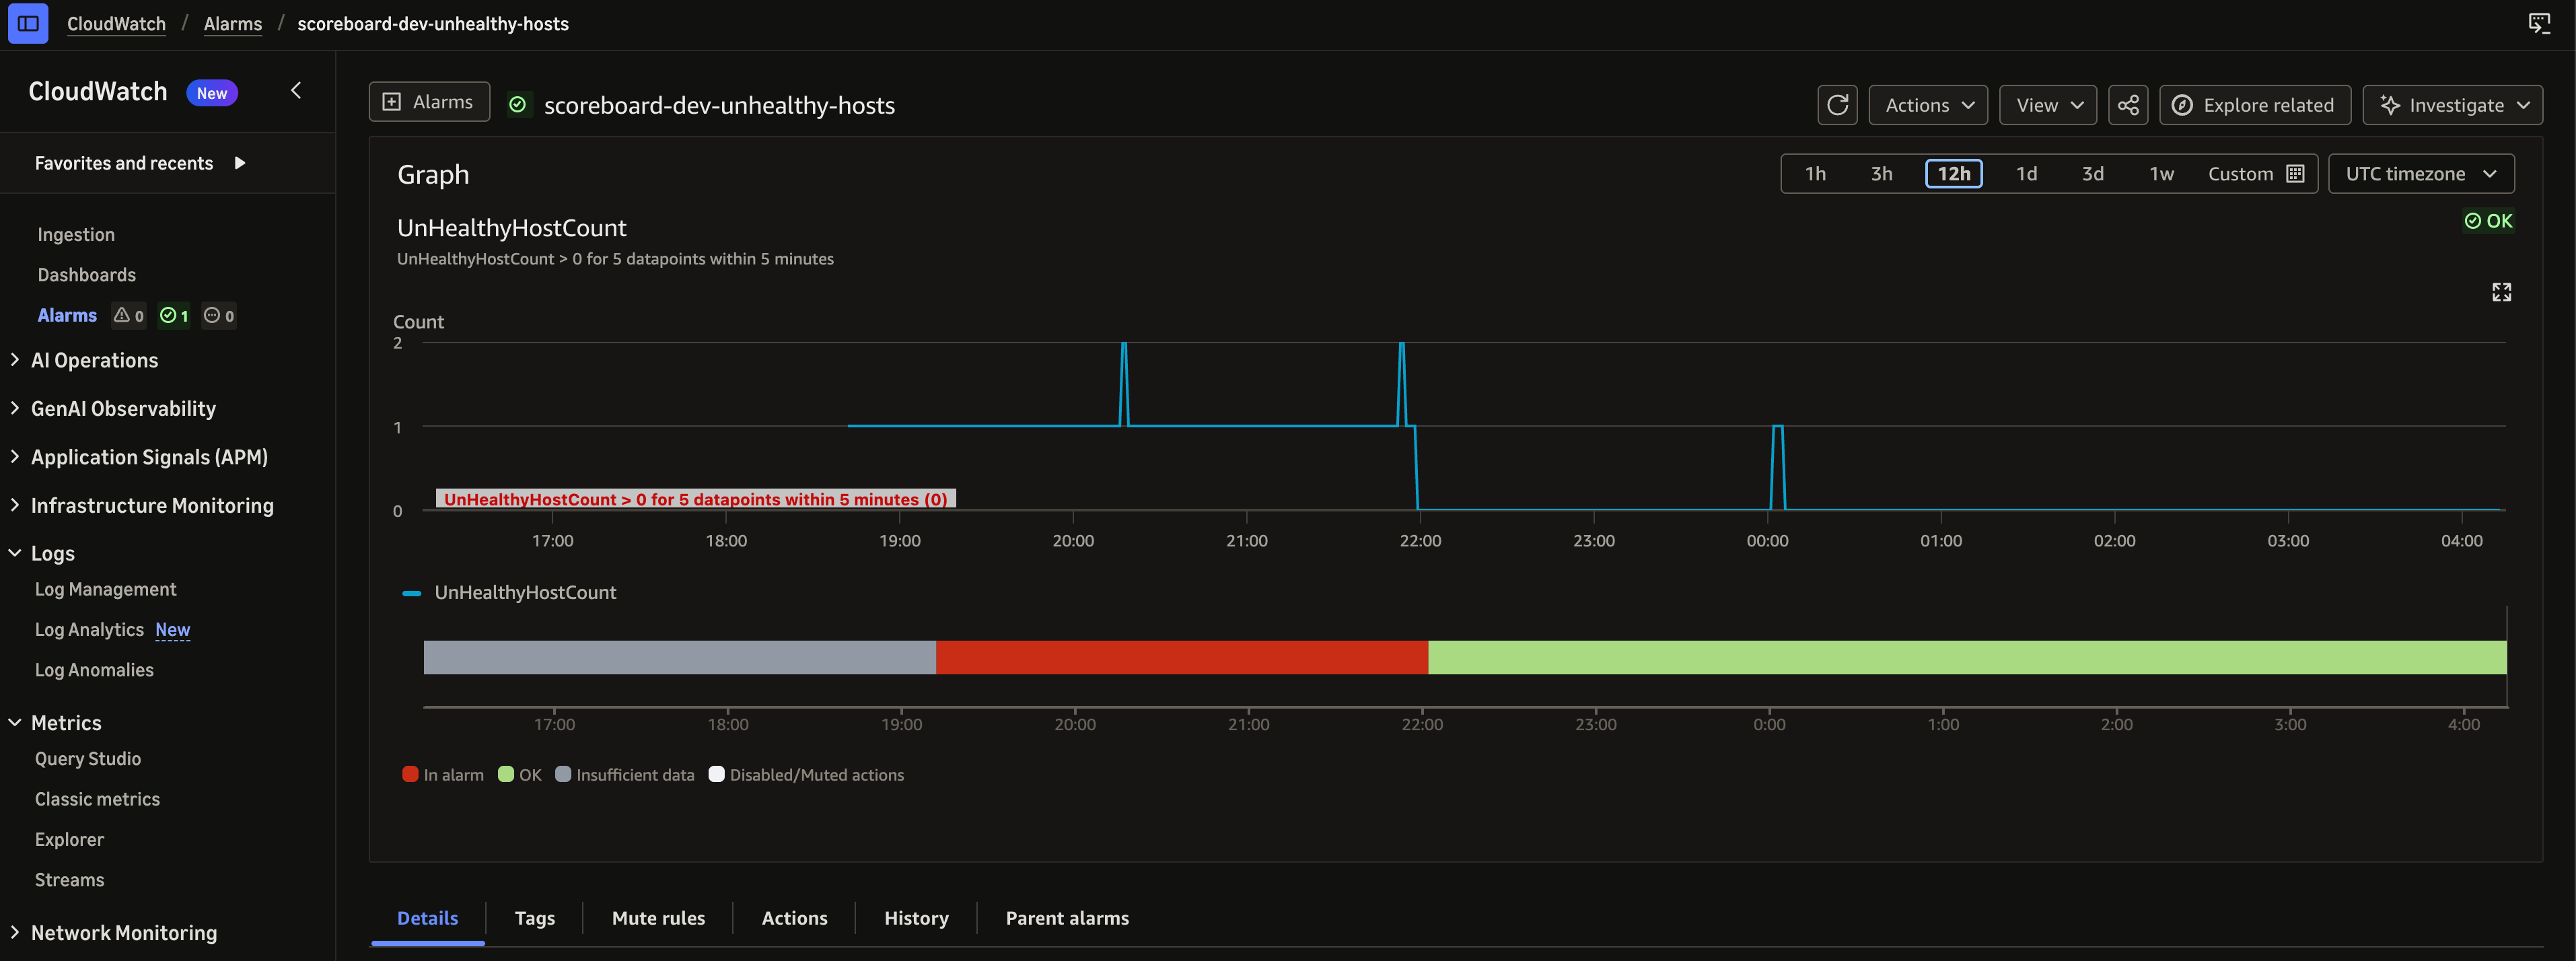 CloudWatch / Alarms / scoreboard-dev-unhealthy-hosts
CloudWatch New
Favorites and recents
Ingestion
Dashboards
Alarms 0 1 0
AI Operations
GenAI Observability
Application Signals (APM)
Infrastructure Monitoring
Logs
Log Management
Log Analytics New
Log Anomalies
Metrics
Query Studio
Classic metrics
Explorer
Streams
Network Monitoring
Alarms scoreboard-dev-unhealthy-hosts
Actions View Explore related Investigate
Graph
1h 3h 12h 1d 3d 1w Custom UTC timezone
UnHealthyHostCount
OK
UnHealthyHostCount > 0 for 5 datapoints within 5 minutes
Count
2
1
UnHealthyHostCount > 0 for 5 datapoints within 5 minutes (0)
0
17:00 18:00 19:00 20:00 21:00 22:00 23:00 00:00 01:00 02:00 03:00 04:00
UnHealthyHostCount
17:00 18:00 19:00 20:00 21:00 22:00 23:00 0:00 1:00 2:00 3:00 4:00
In alarm OK Insufficient data Disabled/Muted actions
Details Tags Mute rules Actions History Parent alarms